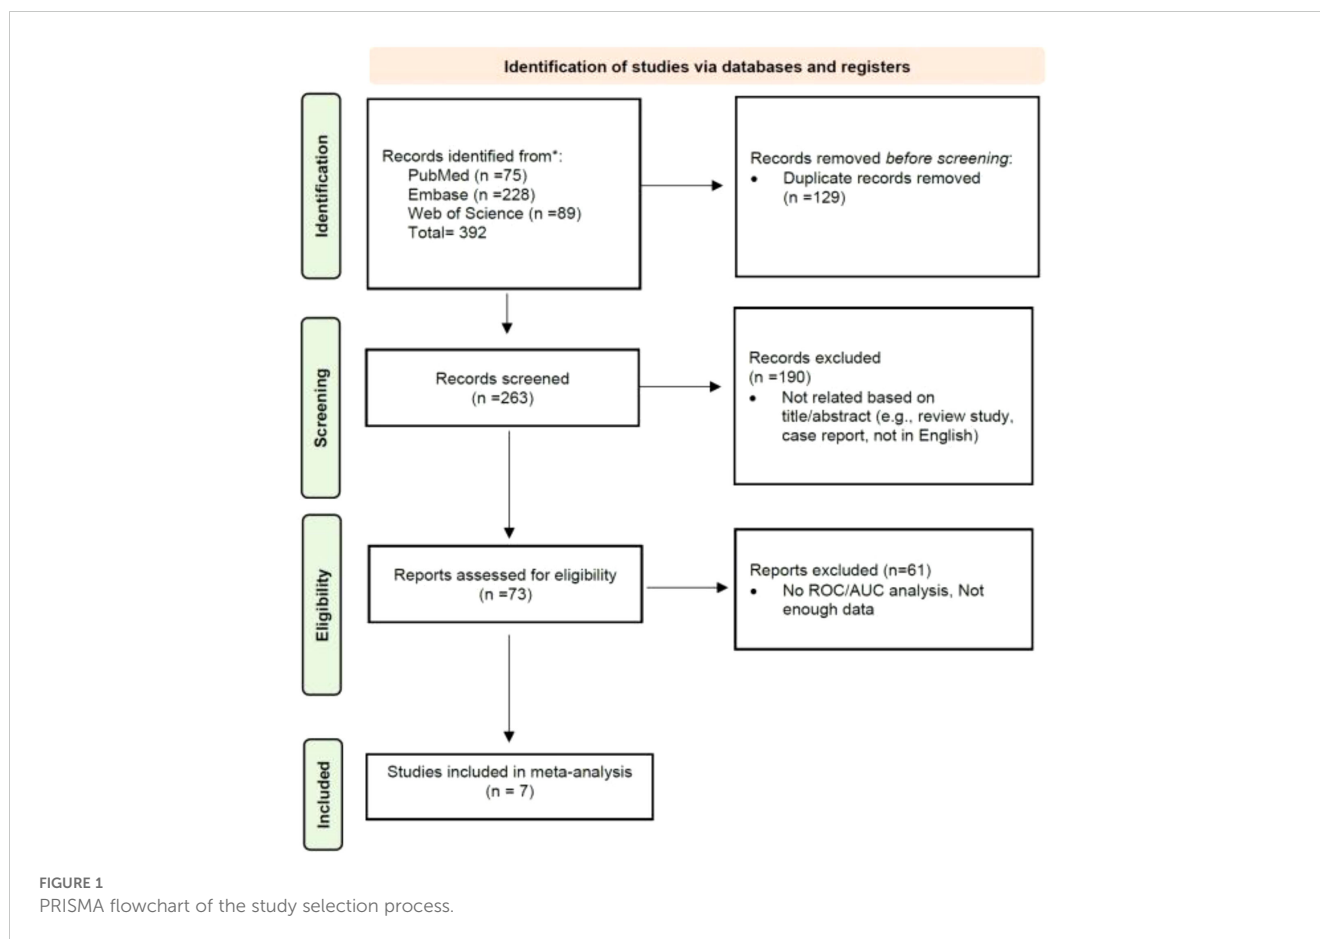 Identification of studies via databases and registers
Identification
Records identified from*:
PubMed (n =75)
Embase (n =228)
Web of Science (n =89)
Total= 392
Records removed before screening:
• Duplicate records removed
(n =129)
Screening
Records screened
(n =263)
Records excluded
(n =190)
• Not related based on
title/abstract (e.g., review study,
case report, not in English)
Eligibility
Reports assessed for eligibility
(n =73)
Reports excluded (n=61)
• No ROC/AUC analysis, Not
enough data
Included
Studies included in meta-analysis
(n = 7)
FIGURE 1
PRISMA flowchart of the study selection process.